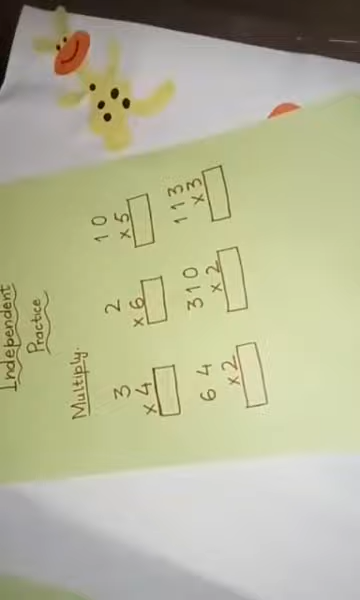 Independent
Practice
Multiply.
3 2 10
×4 ×6 ×5
64 310 113
×2 ×2 ×3